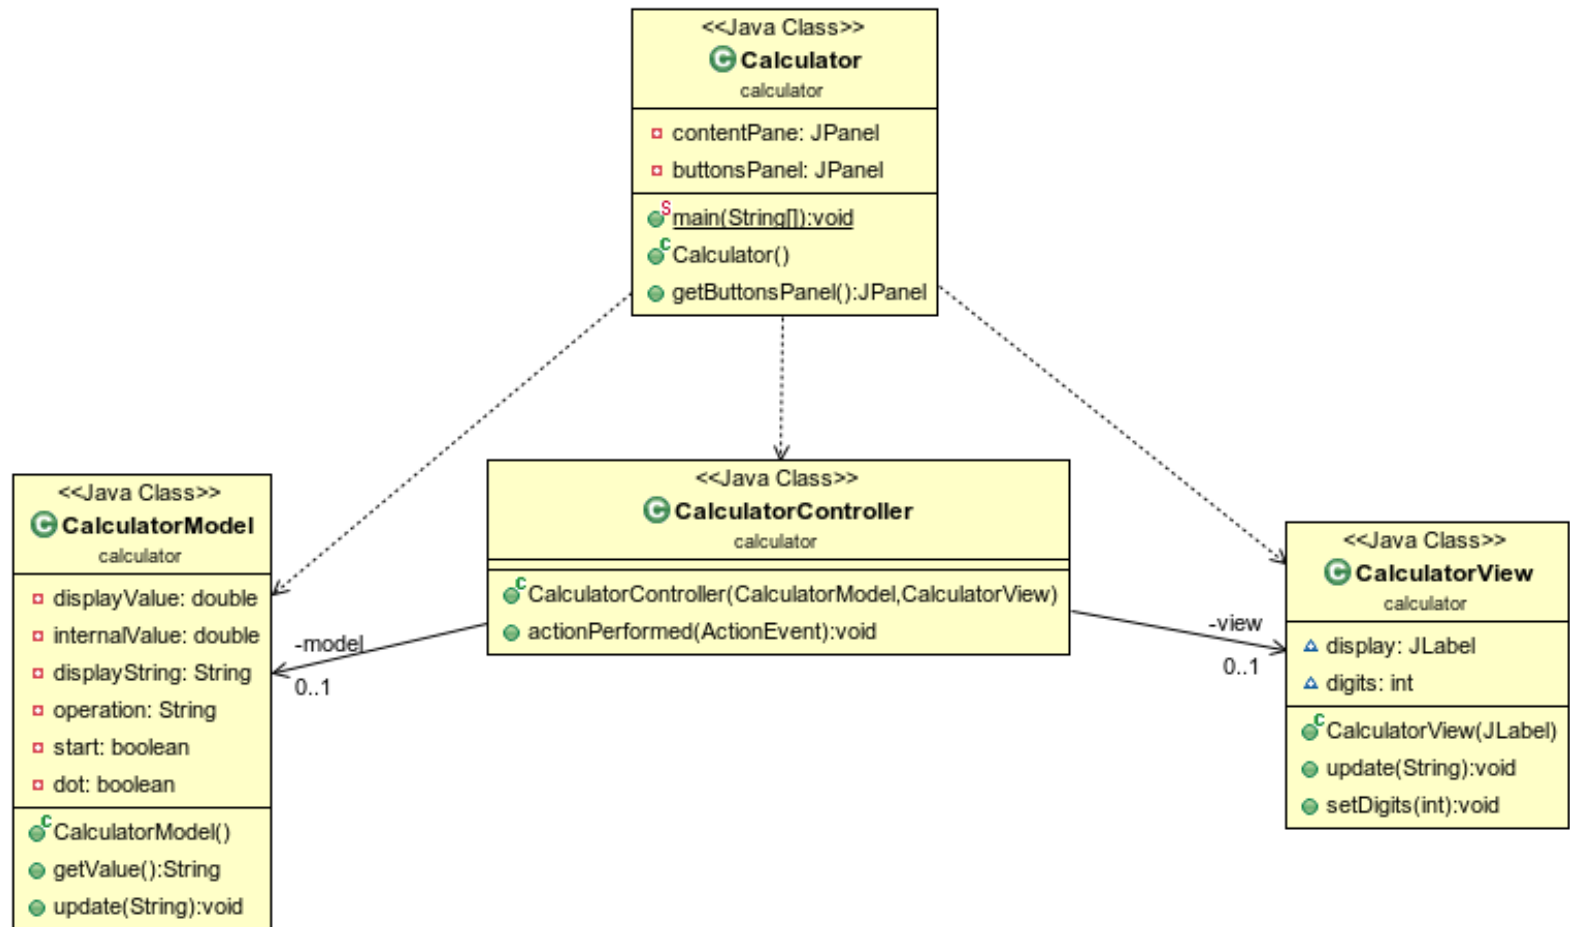 <<Java Class>>
C Calculator
calculator
contentPane: JPanel
buttonsPanel: JPanel
S main(String[]):void
C Calculator()
getButtonsPanel():JPanel
<<Java Class>>
C CalculatorModel
calculator
displayValue: double
internalValue: double
displayString: String
operation: String
start: boolean
dot: boolean
C CalculatorModel()
getValue():String
update(String):void
-model
0..1
<<Java Class>>
C CalculatorController
calculator
C CalculatorController(CalculatorModel,CalculatorView)
actionPerformed(ActionEvent):void
-view
0..1
<<Java Class>>
C CalculatorView
calculator
display: JLabel
digits: int
C CalculatorView(JLabel)
update(String):void
setDigits(int):void